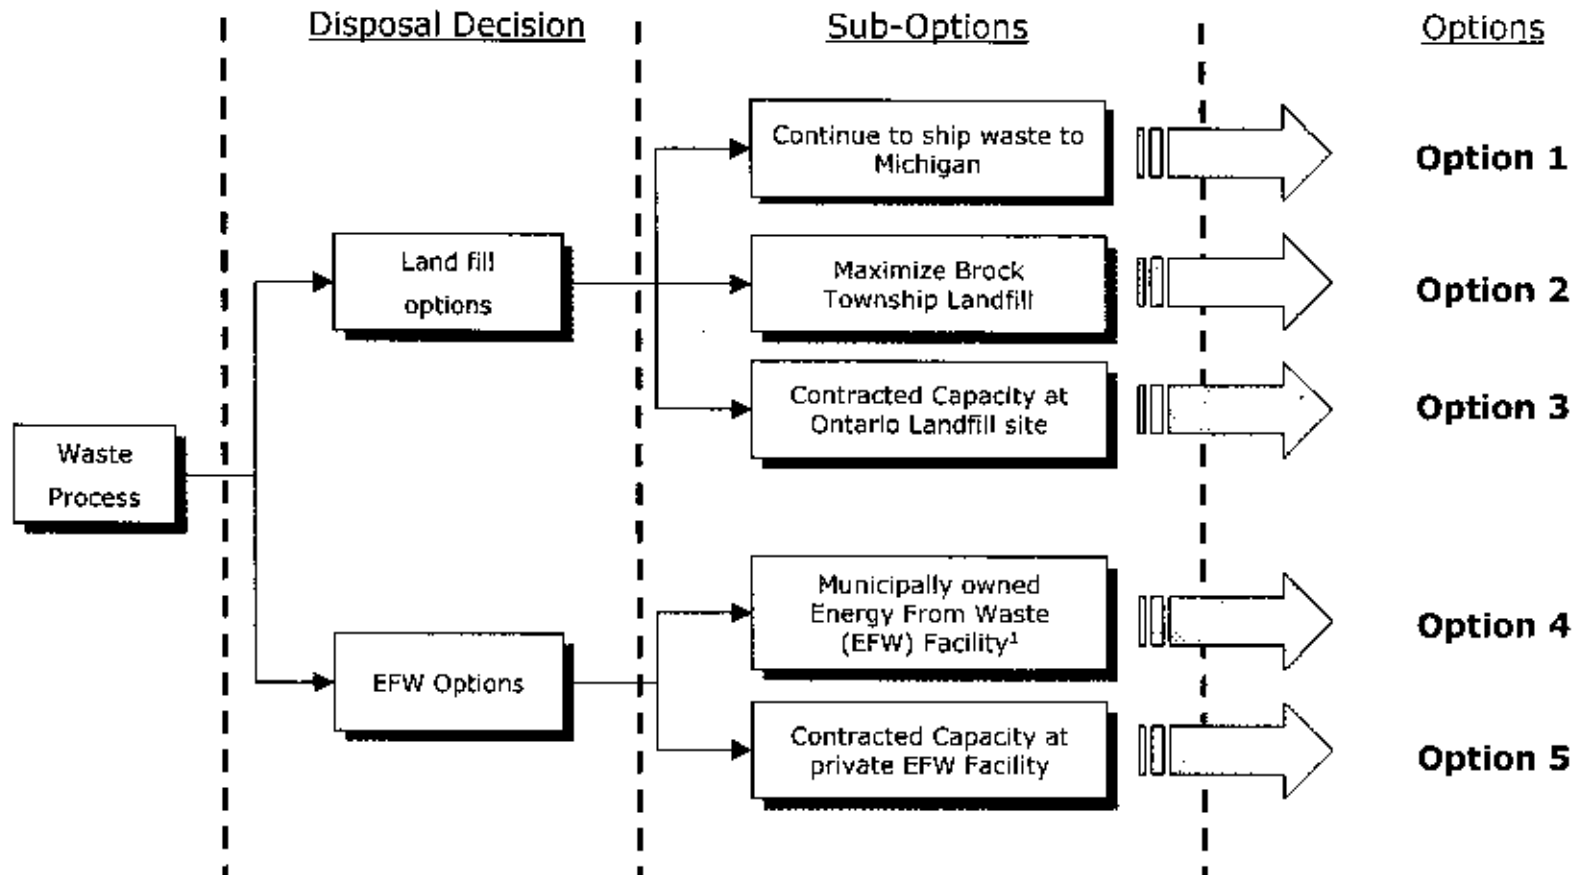 Disposal Decision
Sub-Options
Options
Continue to ship waste to
Michigan
Option 1
Land fill
options
Maximize Brock
Township Landfill
Option 2
Contracted Capacity at
Ontario Landfill site
Option 3
Waste
Process
Municipally owned
Energy From Waste
(EFW) Facility¹
Option 4
EFW Options
Contracted Capacity at
private EFW Facility
Option 5